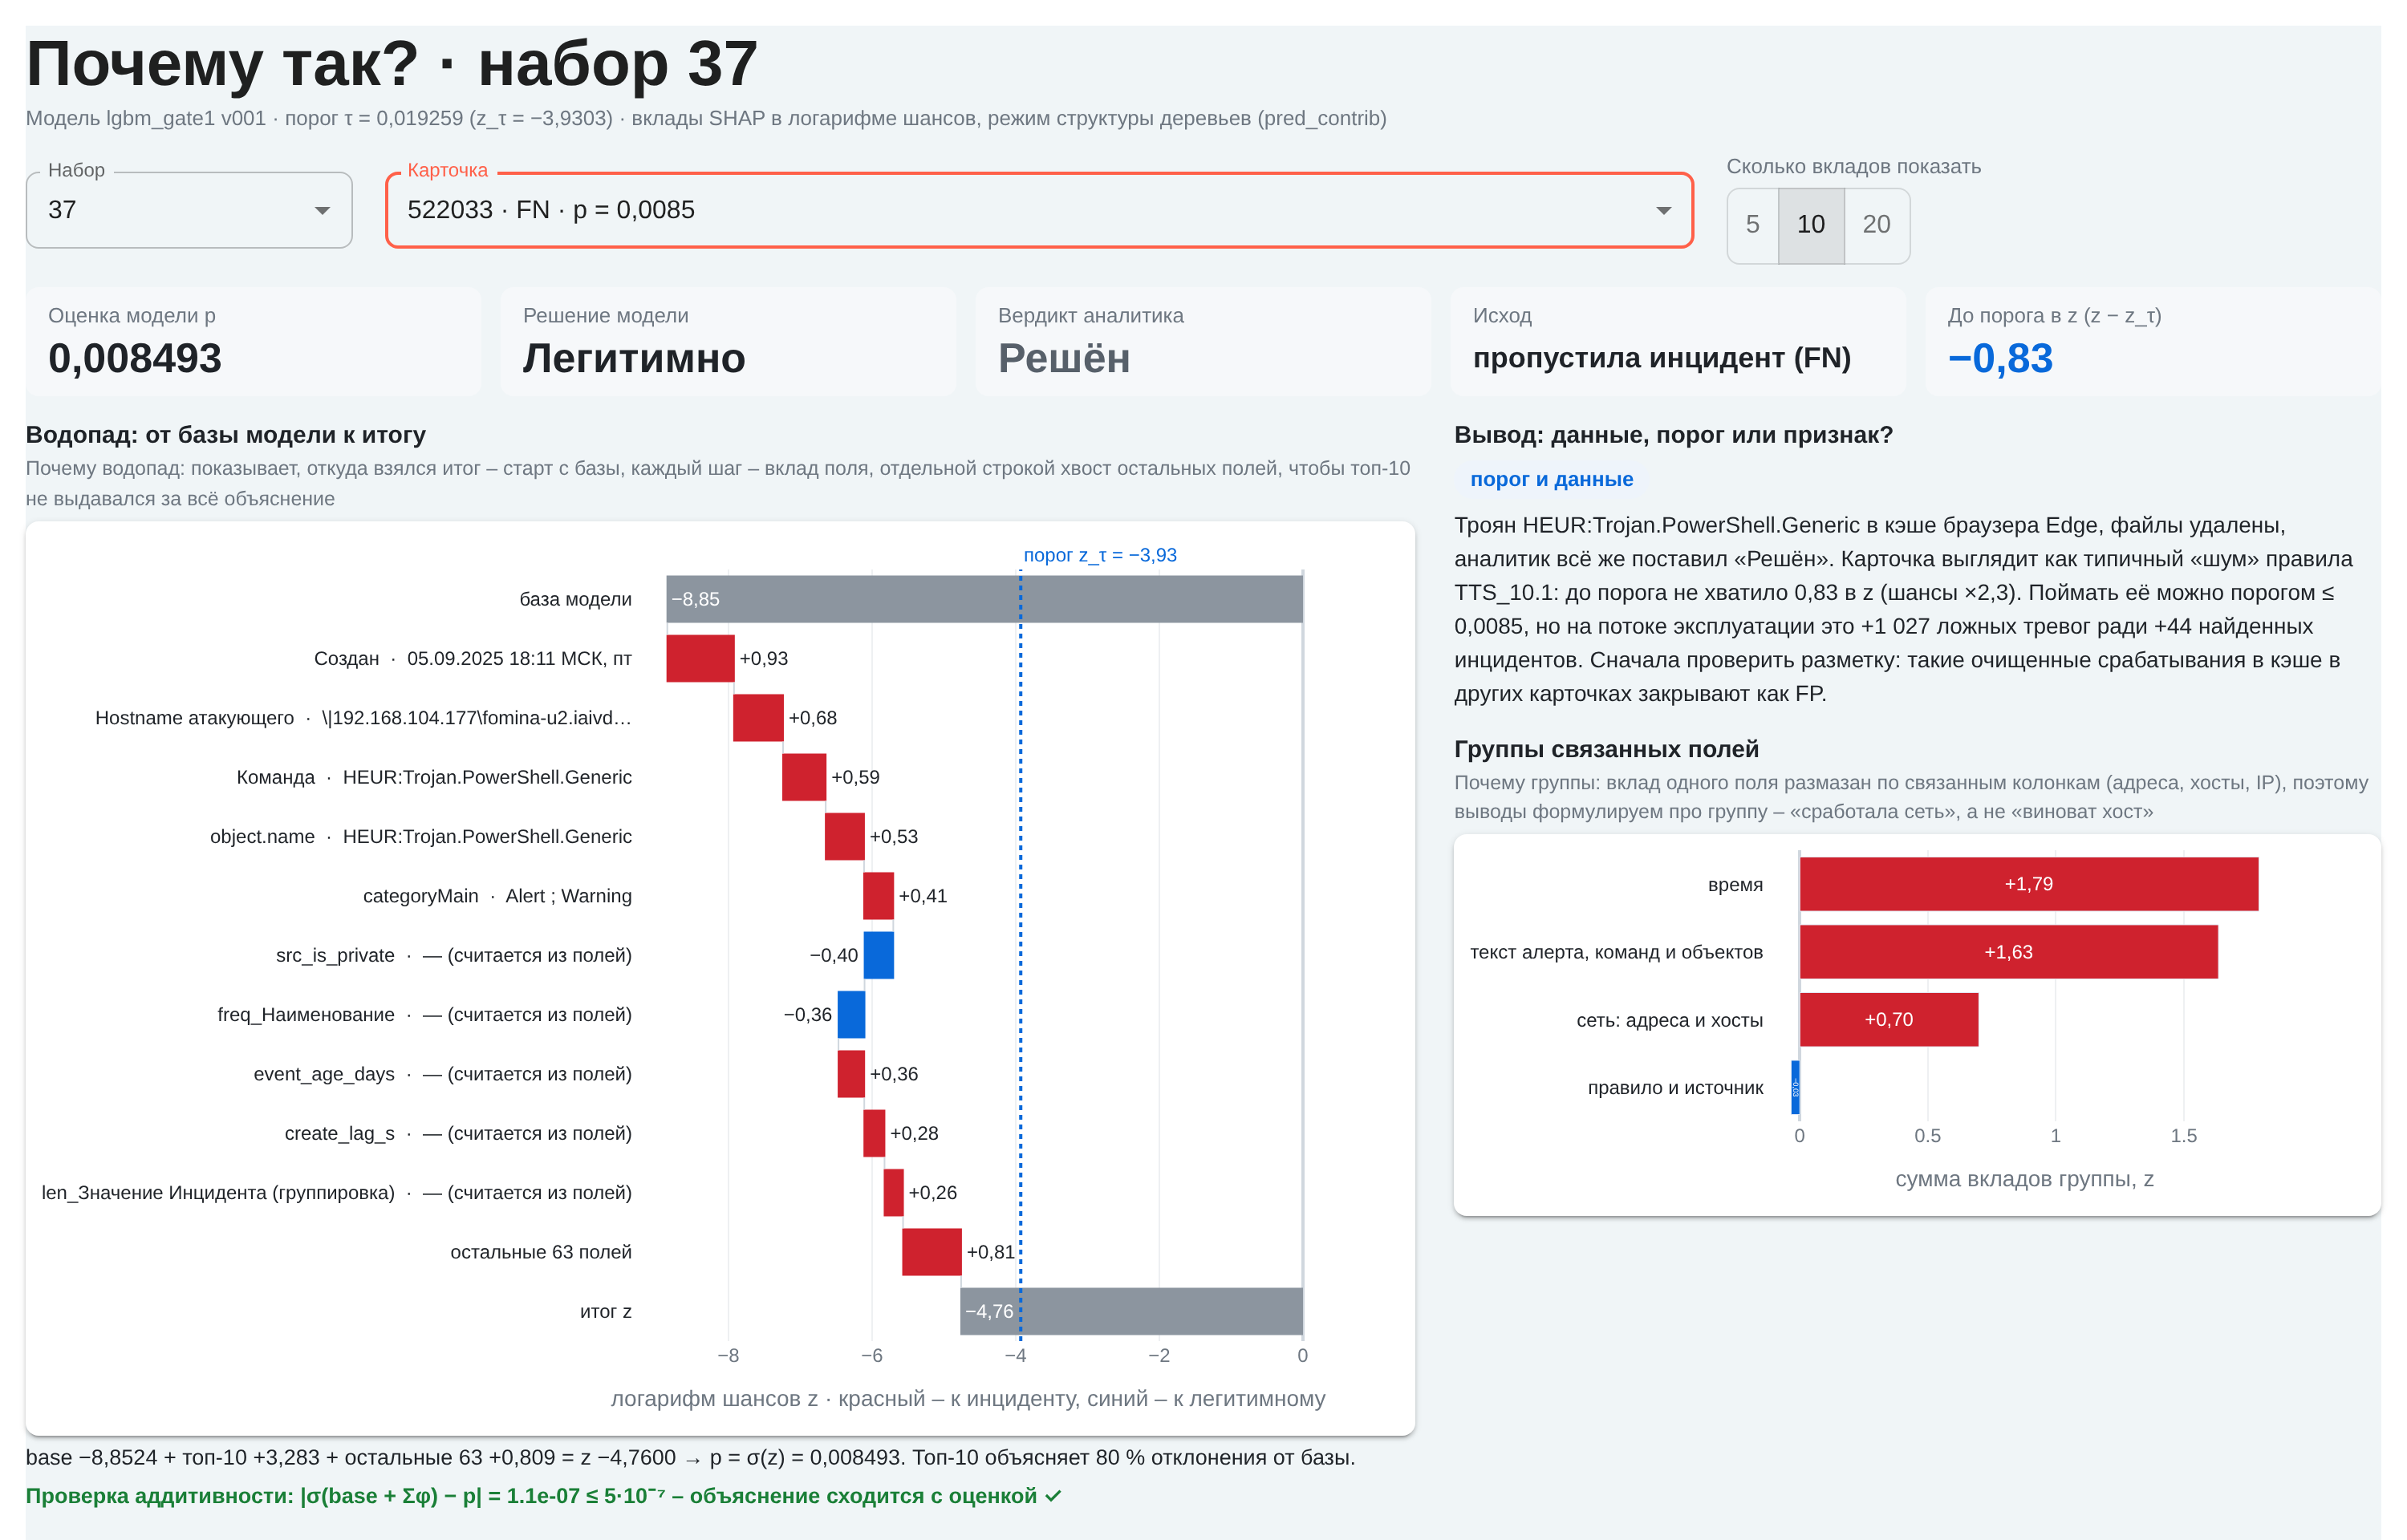 Почему так? · набор 37
Модель lgbm_gate1 v001 · порог τ = 0,019259 (z_τ = −3,9303) · вклады SHAP в логарифме шансов, режим структуры деревьев (pred_contrib)
Набор
37
Карточка
522033 · FN · p = 0,0085
Сколько вкладов показать
5 10 20
Оценка модели p
0,008493
Решение модели
Легитимно
Вердикт аналитика
Решён
Исход
пропустила инцидент (FN)
До порога в z (z − z_τ)
−0,83
Водопад: от базы модели к итогу
Почему водопад: показывает, откуда взялся итог – старт с базы, каждый шаг – вклад поля, отдельной строкой хвост остальных полей, чтобы топ-10
не выдавался за всё объяснение
порог z_τ = −3,93
база модели −8,85
Создан · 05.09.2025 18:11 МСК, пт +0,93
Hostname атакующего · \|192.168.104.177\fomina-u2.iaivd… +0,68
Команда · HEUR:Trojan.PowerShell.Generic +0,59
object.name · HEUR:Trojan.PowerShell.Generic +0,53
categoryMain · Alert ; Warning +0,41
src_is_private · — (считается из полей) −0,40
freq_Наименование · — (считается из полей) −0,36
event_age_days · — (считается из полей) +0,36
create_lag_s · — (считается из полей) +0,28
len_Значение Инцидента (группировка) · — (считается из полей) +0,26
остальные 63 полей +0,81
итог z −4,76
−8 −6 −4 −2 0
логарифм шансов z · красный – к инциденту, синий – к легитимному
base −8,8524 + топ-10 +3,283 + остальные 63 +0,809 = z −4,7600 → p = σ(z) = 0,008493. Топ-10 объясняет 80 % отклонения от базы.
Проверка аддитивности: |σ(base + Σφ) − p| = 1.1e-07 ≤ 5·10⁻⁷ – объяснение сходится с оценкой ✓
Вывод: данные, порог или признак?
порог и данные
Троян HEUR:Trojan.PowerShell.Generic в кэше браузера Edge, файлы удалены,
аналитик всё же поставил «Решён». Карточка выглядит как типичный «шум» правила
TTS_10.1: до порога не хватило 0,83 в z (шансы ×2,3). Поймать её можно порогом ≤
0,0085, но на потоке эксплуатации это +1 027 ложных тревог ради +44 найденных
инцидентов. Сначала проверить разметку: такие очищенные срабатывания в кэше в
других карточках закрывают как FP.
Группы связанных полей
Почему группы: вклад одного поля размазан по связанным колонкам (адреса, хосты, IP), поэтому
выводы формулируем про группу – «сработала сеть», а не «виноват хост»
время +1,79
текст алерта, команд и объектов +1,63
сеть: адреса и хосты +0,70
правило и источник −0,03
0 0.5 1 1.5
сумма вкладов группы, z